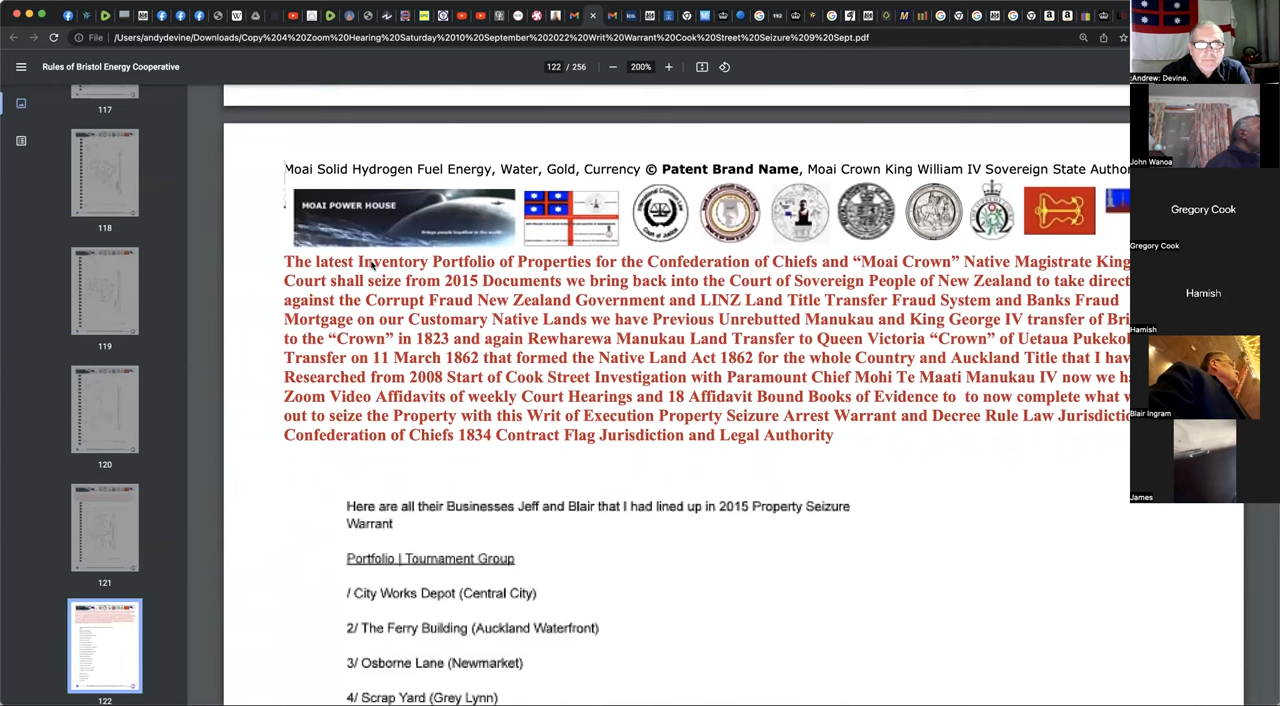 File | /Users/andydevine/Downloads/Copy%204%20Zoom%20Hearing%20Saturday%2010%20September%202022%20Writ%20Warrant%20Cook%20Street%20Seizure%209%20Sept.pdf
Rules of Bristol Energy Cooperative
122 / 256
200%
117
118
119
120
121
122
Moai Solid Hydrogen Fuel Energy, Water, Gold, Currency © Patent Brand Name, Moai Crown King William IV Sovereign State Author
MOAI POWER HOUSE
Brings people together in the world
The latest Inventory Portfolio of Properties for the Confederation of Chiefs and “Moai Crown” Native Magistrate King
Court shall seize from 2015 Documents we bring back into the Court of Sovereign People of New Zealand to take direct
against the Corrupt Fraud New Zealand Government and LINZ Land Title Transfer Fraud System and Banks Fraud
Mortgage on our Customary Native Lands we have Previous Unrebutted Manukau and King George IV transfer of Bri
to the “Crown” in 1823 and again Rewharewa Manukau Land Transfer to Queen Victoria “Crown” of Uetaua Pukeko
Transfer on 11 March 1862 that formed the Native Land Act 1862 for the whole Country and Auckland Title that I hav
Researched from 2008 Start of Cook Street Investigation with Paramount Chief Mohi Te Maati Manukau IV now we h
Zoom Video Affidavits of weekly Court Hearings and 18 Affidavit Bound Books of Evidence to to now complete what w
out to seize the Property with this Writ of Execution Property Seizure Arrest Warrant and Decree Rule Law Jurisdictio
Confederation of Chiefs 1834 Contract Flag Jurisdiction and Legal Authority
Here are all their Businesses Jeff and Blair that I had lined up in 2015 Property Seizure
Warrant
Portfolio | Tournament Group
/ City Works Depot (Central City)
2/ The Ferry Building (Auckland Waterfront)
3/ Osborne Lane (Newmarket)
4/ Scrap Yard (Grey Lynn)
:Andrew: Devine.
John Wanoa
Gregory Cook
Gregory Cook
Hamish
Hamish
Blair Ingram
James